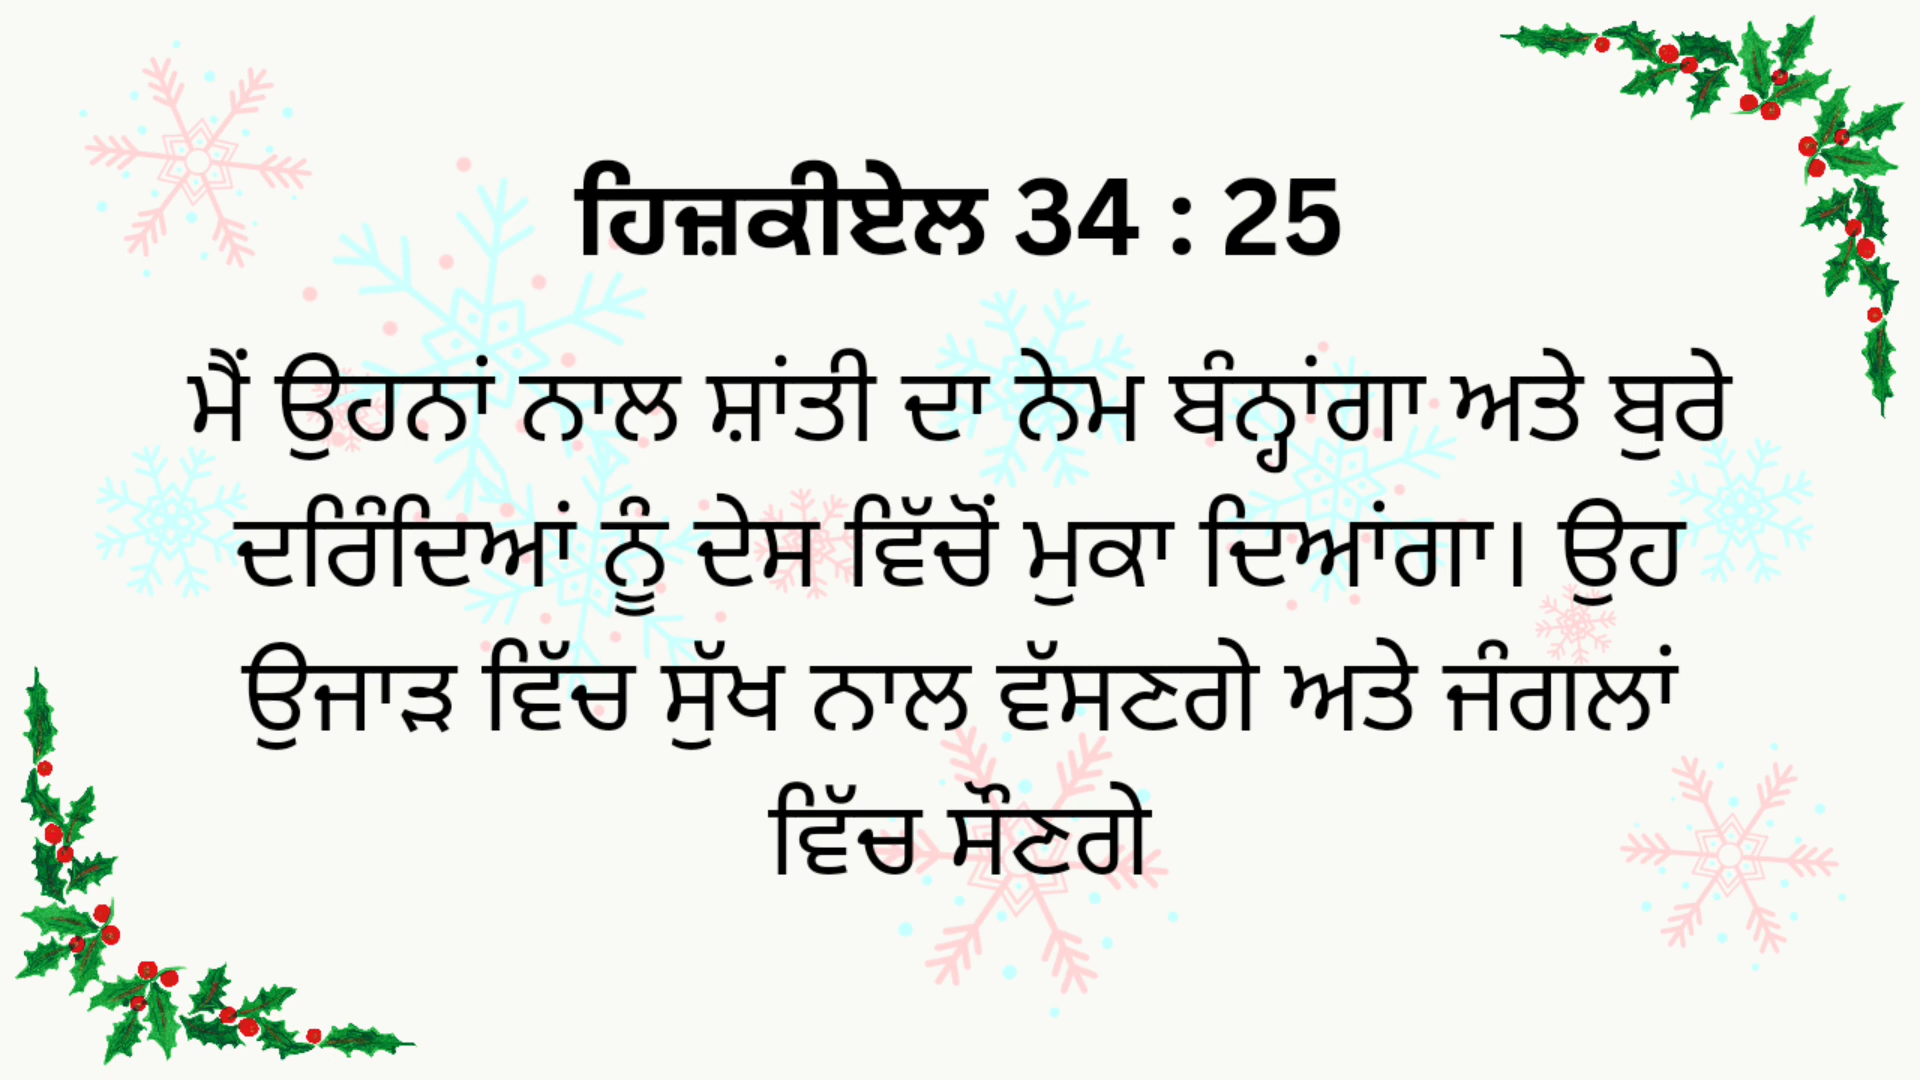 ਹਿਜ਼ਕੀਏਲ 34 : 25
ਮੈਂ ਉਹਨਾਂ ਨਾਲ ਸ਼ਾਂਤੀ ਦਾ ਨੇਮ ਬੰਨ੍ਹਾਂਗਾ ਅਤੇ ਬੁਰੇ
ਦਰਿੰਦਿਆਂ ਨੂੰ ਦੇਸ ਵਿੱਚੋਂ ਮੁਕਾ ਦਿਆਂਗਾ। ਉਹ
ਉਜਾੜ ਵਿੱਚ ਸੁੱਖ ਨਾਲ ਵੱਸਣਗੇ ਅਤੇ ਜੰਗਲਾਂ
ਵਿੱਚ ਸੌਣਗੇ